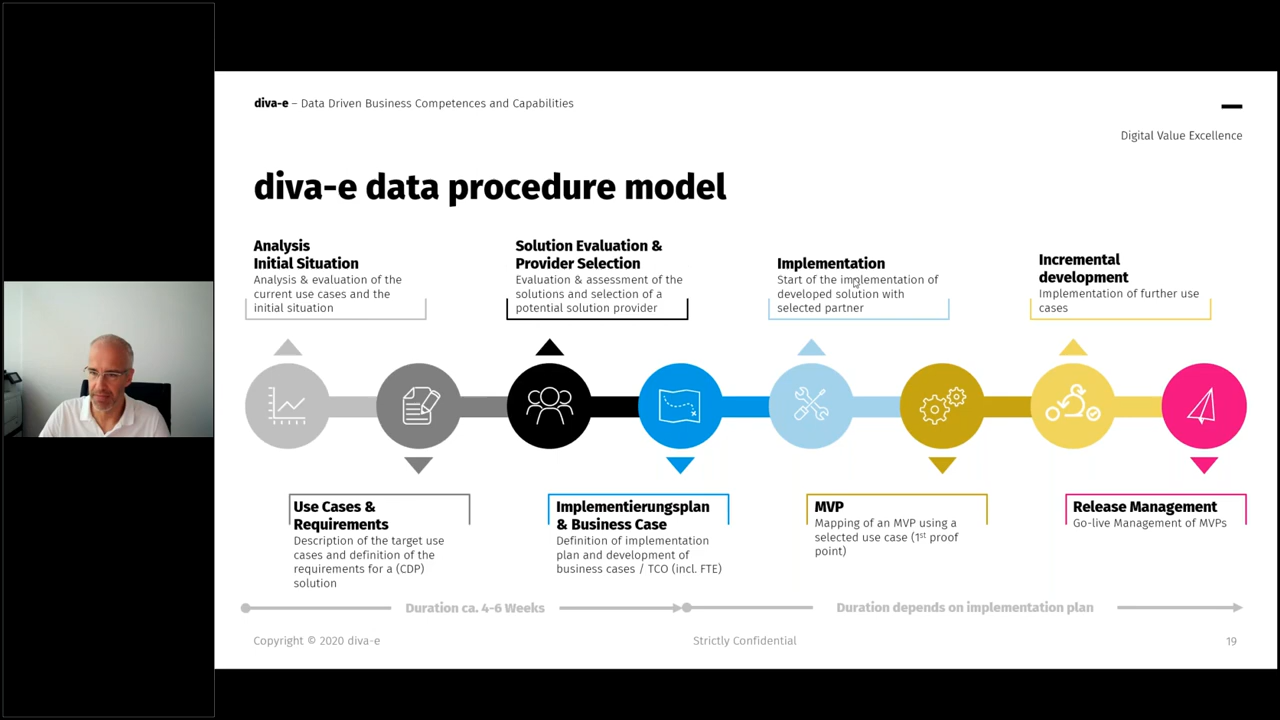 diva-e – Data Driven Business Competences and Capabilities
Digital Value Excellence
diva-e data procedure model
Analysis
Initial Situation
Analysis & evaluation of the
current use cases and the
initial situation
Solution Evaluation &
Provider Selection
Evaluation & assessment of the
solutions and selection of a
potential solution provider
Implementation
Start of the implementation of
developed solution with
selected partner
Incremental
development
Implementation of further use
cases
Use Cases &
Requirements
Description of the target use
cases and definition of the
requirements for a (CDP)
solution
Implementierungsplan
& Business Case
Definition of implementation
plan and development of
business cases / TCO (incl. FTE)
MVP
Mapping of an MVP using a
selected use case (1st proof
point)
Release Management
Go-live Management of MVPs
Duration ca. 4-6 Weeks
Duration depends on implementation plan
Copyright © 2020 diva-e
Strictly Confidential
19